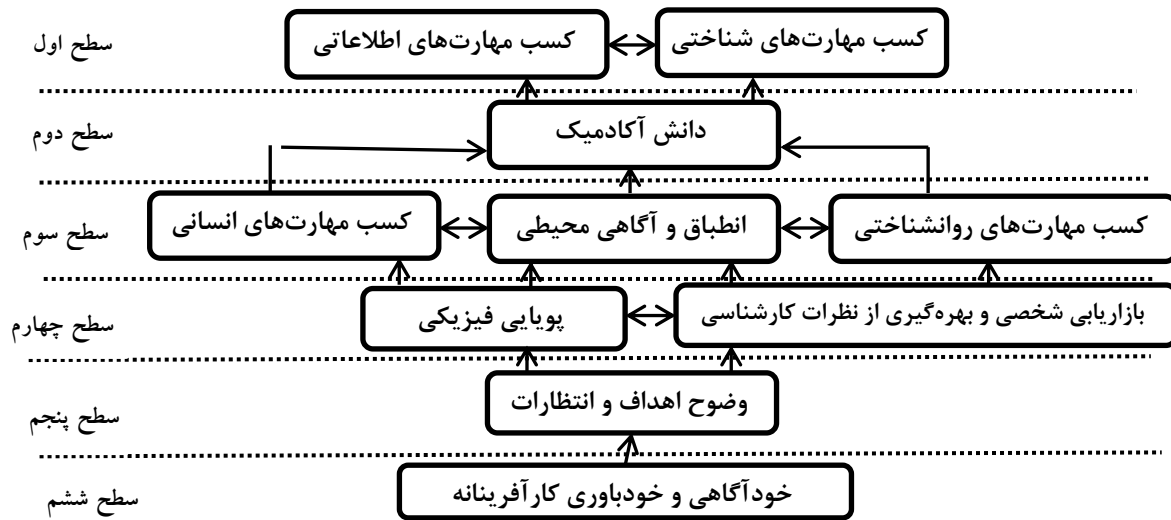 سطح اول
کسب مهارت‌های شناختی
کسب مهارت‌های اطلاعاتی
سطح دوم
دانش آکادمیک
سطح سوم
کسب مهارت‌های روانشناختی
انطباق و آگاهی محیطی
کسب مهارت‌های انسانی
سطح چهارم
بازاریابی شخصی و بهره‌گیری از نظرات کارشناسی
پویایی فیزیکی
سطح پنجم
وضوح اهداف و انتظارات
سطح ششم
خودآگاهی و خودباوری کارآفرینانه